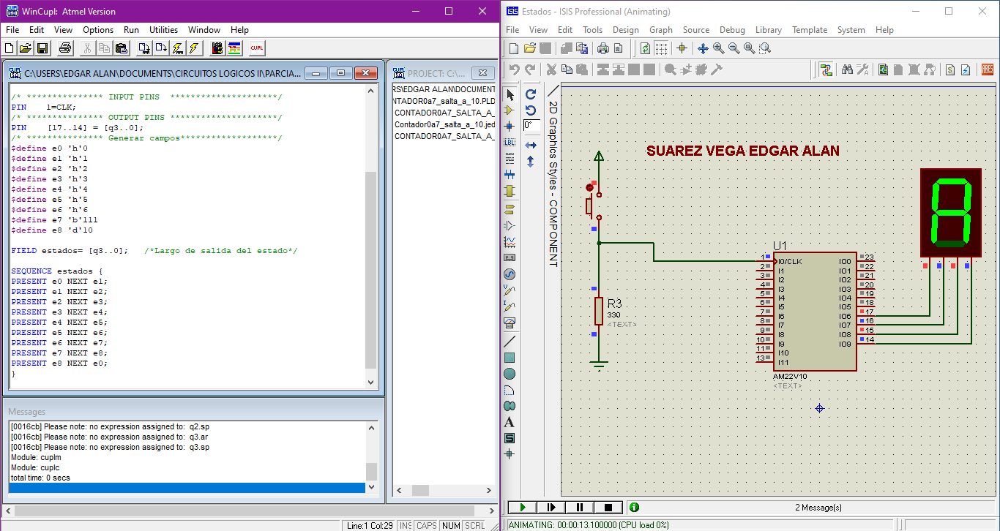 WinCupl: Atmel Version
File Edit View Options Run Utilities Window Help
CUPL
C:\USERS\EDGAR ALAN\DOCUMENTS\CIRCUITOS LOGICOS II\PARCIA...
/* *************** INPUT PINS *********************/
PIN 1=CLK;
/* *************** OUTPUT PINS *********************/
PIN [17..14] = [q3..0];
/* *************** Generar campos*******************/
$define e0 'h'0
$define e1 'h'1
$define e2 'h'2
$define e3 'h'3
$define e4 'h'4
$define e5 'h'5
$define e6 'h'6
$define e7 'b'111
$define e8 'd'10
FIELD estados= [q3..0]; /*Largo de salida del estado*/
SEQUENCE estados {
PRESENT e0 NEXT e1;
PRESENT e1 NEXT e2;
PRESENT e2 NEXT e3;
PRESENT e3 NEXT e4;
PRESENT e4 NEXT e5;
PRESENT e5 NEXT e6;
PRESENT e6 NEXT e7;
PRESENT e7 NEXT e8;
PRESENT e8 NEXT e0;
}
PROJECT: C:\...
RS\EDGAR ALAN\DOCUMENT
NTADOR0a7_salta_a_10.PLD
CONTADOR0A7_SALTA_A_
Contador0a7_salta_a_10.jed
CONTADOR0A7_SALTA_A_
Messages
[0016cb] Please note: no expression assigned to: q2.sp
[0016cb] Please note: no expression assigned to: q3.ar
[0016cb] Please note: no expression assigned to: q3.sp
Module: cuplm
Module: cuplc
total time: 0 secs
Line:1 Col:29 INS CAPS NUM SCRL
ISIS Estados - ISIS Professional (Animating)
File View Edit Tools Design Graph Source Debug Library Template System Help
ARES
LBL
0°
2D Graphics Styles - COMPONENT
A
S
SUAREZ VEGA EDGAR ALAN
A
R3
330
<TEXT>
U1
1 I0/CLK IO0 23
2 I1 IO1 22
3 I2 IO2 21
4 I3 IO3 20
5 I4 IO4 19
6 I5 IO5 18
7 I6 IO6 17
8 I7 IO7 16
9 I8 IO8 15
10 I9 IO9 14
11 I10
13 I11
AM22V10
<TEXT>
2 Message(s)
ANIMATING: 00:00:13.100000 (CPU load 0%)